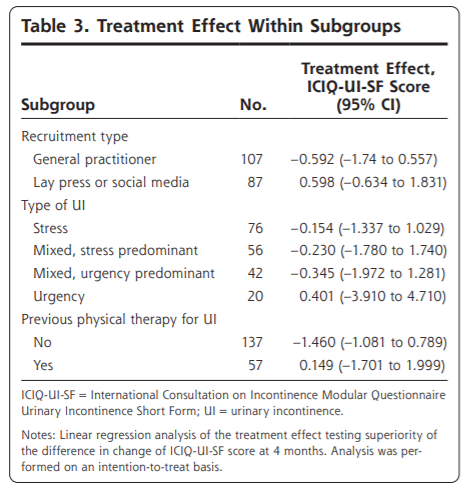 Table 3. Treatment Effect Within Subgroups
Subgroup No. Treatment Effect, ICIQ-UI-SF Score (95% CI)
Recruitment type
General practitioner 107 −0.592 (−1.74 to 0.557)
Lay press or social media 87 0.598 (−0.634 to 1.831)
Type of UI
Stress 76 −0.154 (−1.337 to 1.029)
Mixed, stress predominant 56 −0.230 (−1.780 to 1.740)
Mixed, urgency predominant 42 −0.345 (−1.972 to 1.281)
Urgency 20 0.401 (−3.910 to 4.710)
Previous physical therapy for UI
No 137 −1.460 (−1.081 to 0.789)
Yes 57 0.149 (−1.701 to 1.999)
ICIQ-UI-SF = International Consultation on Incontinence Modular Questionnaire
Urinary Incontinence Short Form; UI = urinary incontinence.
Notes: Linear regression analysis of the treatment effect testing superiority of
the difference in change of ICIQ-UI-SF score at 4 months. Analysis was per-
formed on an intention-to-treat basis.